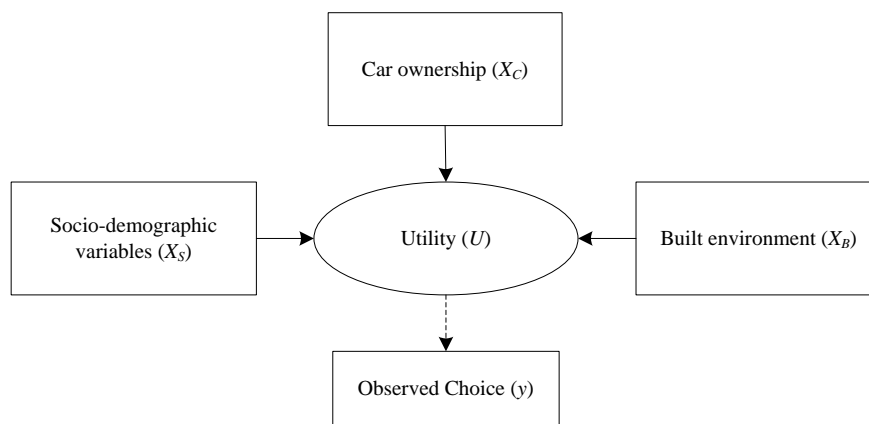 Car ownership (X_C)
Socio-demographic
variables (X_S)
Utility (U)
Built environment (X_B)
Observed Choice (y)